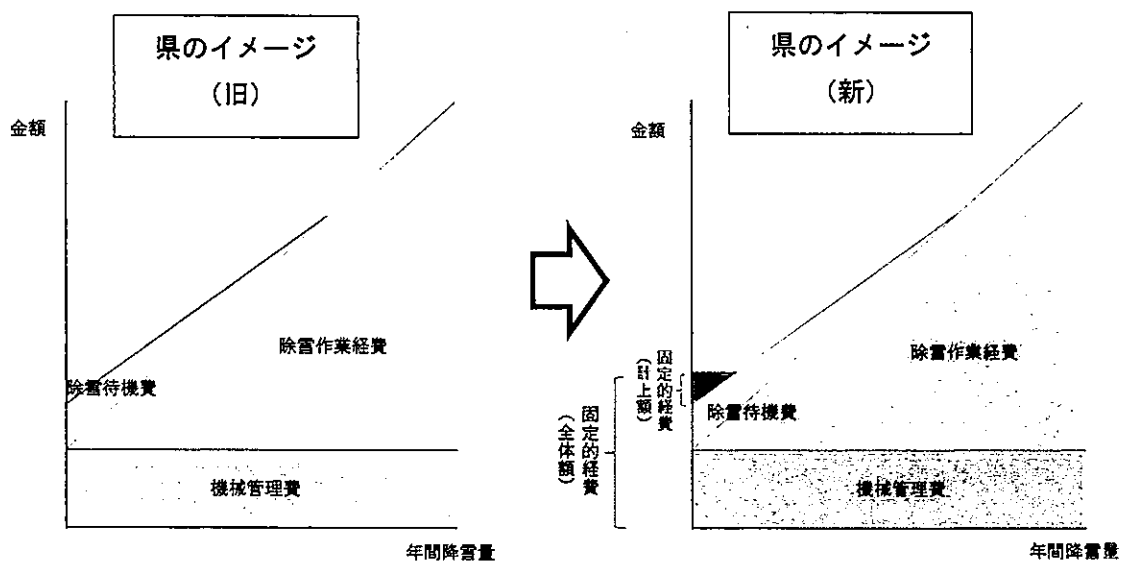 県のイメージ
（旧）
金額
除雪作業経費
除雪待機費
機械管理費
年間降雪量
県のイメージ
（新）
金額
除雪作業経費
固定的経費
（計上額）
除雪待機費
固定的経費
（全体額）
機械管理費
年間降雪量